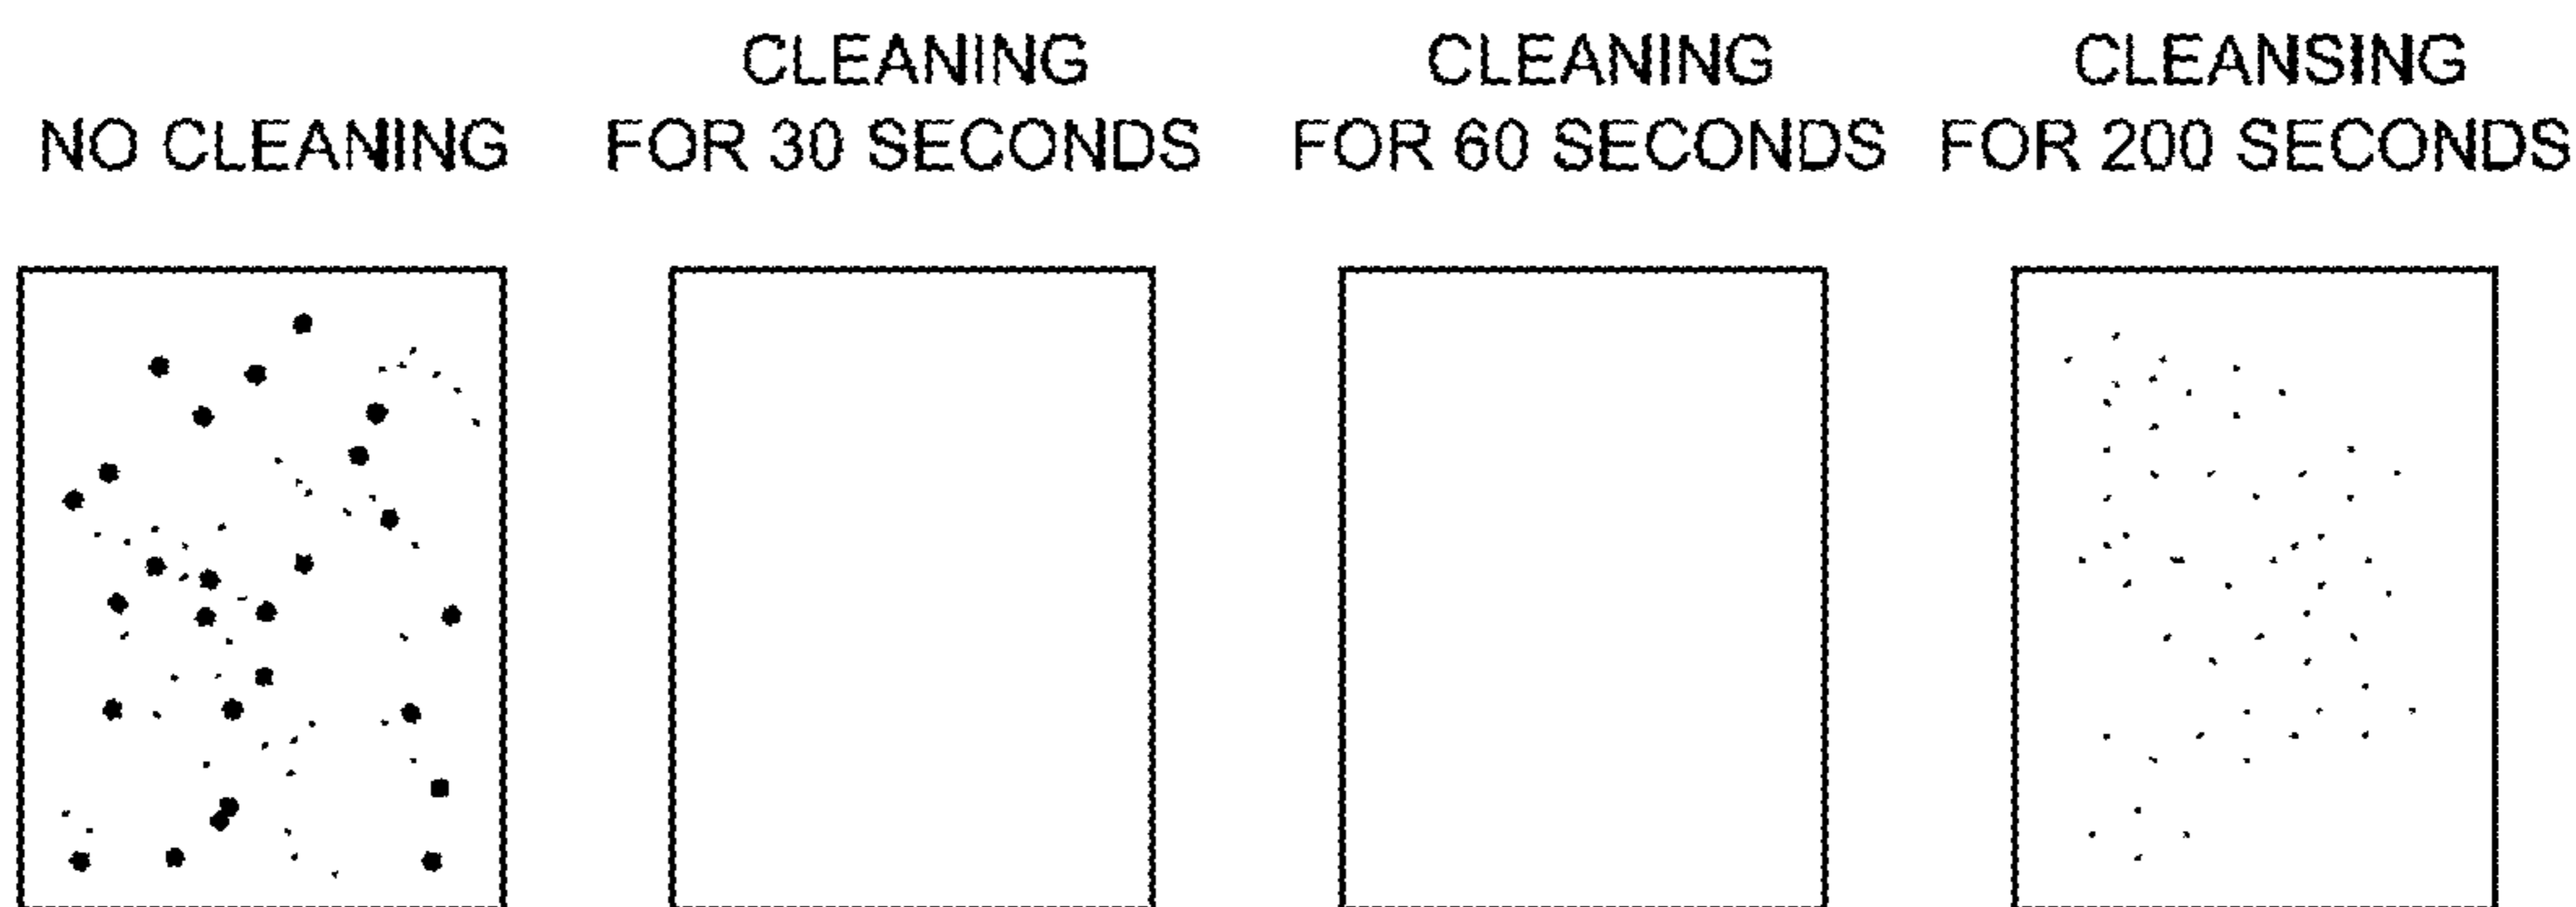 NO CLEANING
CLEANING
FOR 30 SECONDS
CLEANING
FOR 60 SECONDS
CLEANSING
FOR 200 SECONDS